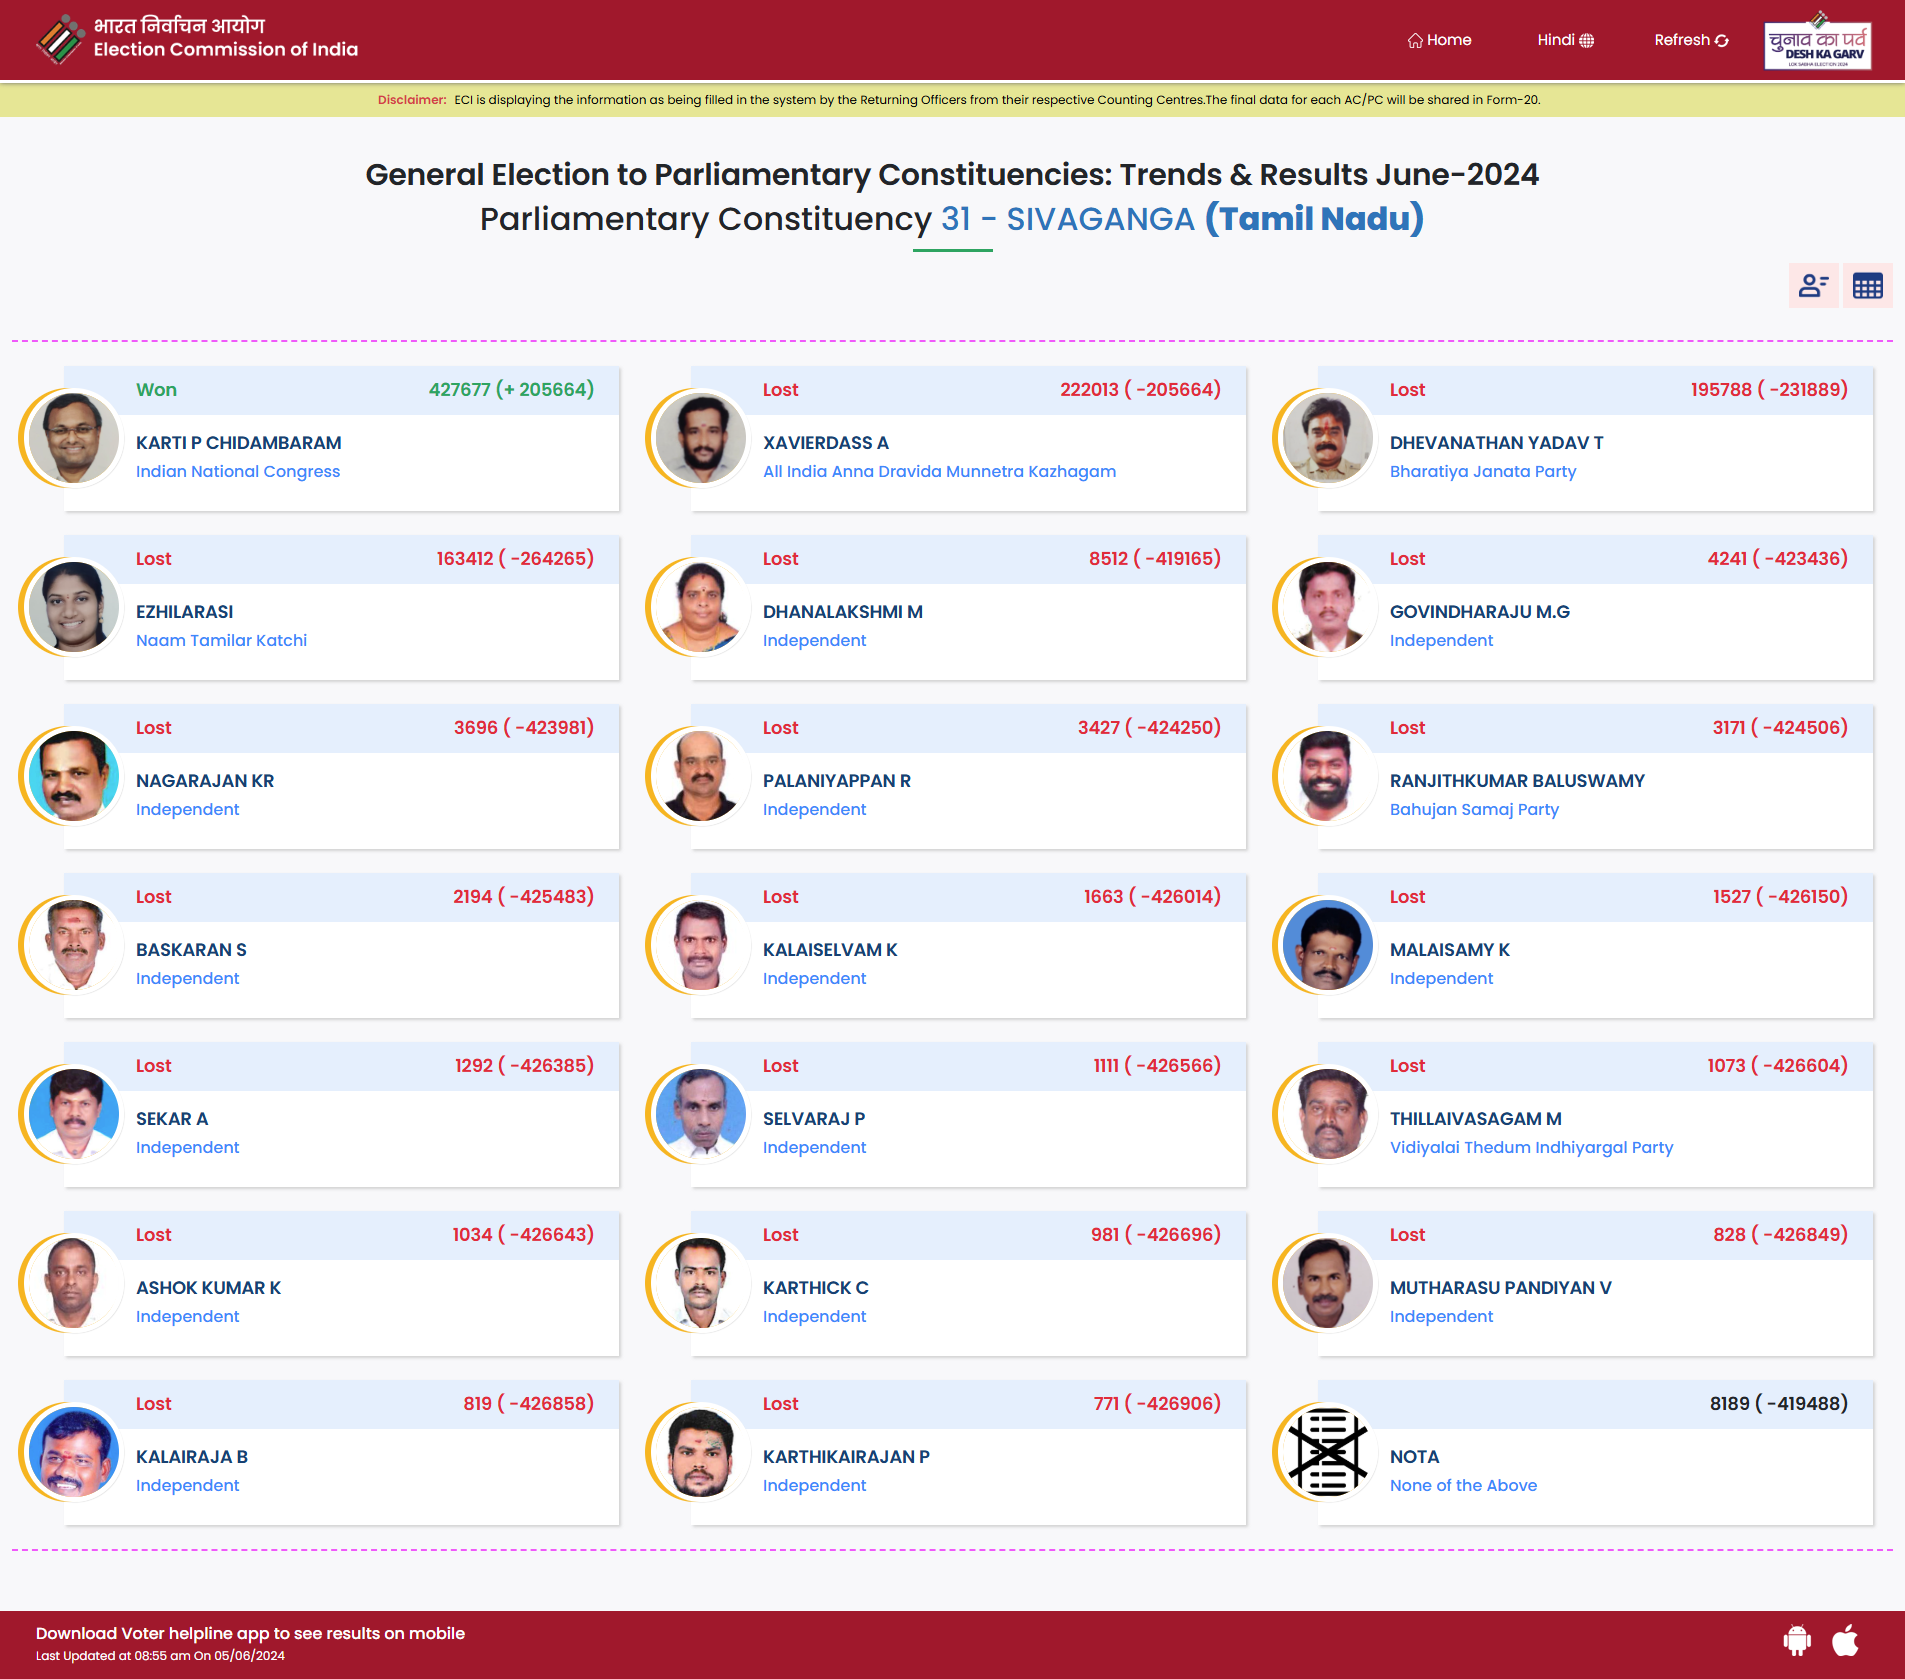 भारत निर्वाचन आयोग
Election Commission of India
Home
Hindi
Refresh
चुनाव का पर्व
DESH KA GARV
LOK SABHA ELECTION 2024
Disclaimer: ECI is displaying the information as being filled in the system by the Returning Officers from their respective Counting Centres.The final data for each AC/PC will be shared in Form-20.
General Election to Parliamentary Constituencies: Trends & Results June-2024
Parliamentary Constituency 31 - SIVAGANGA (Tamil Nadu)
Won 427677 (+ 205664)
KARTI P CHIDAMBARAM
Indian National Congress
Lost 222013 ( -205664)
XAVIERDASS A
All India Anna Dravida Munnetra Kazhagam
Lost 195788 ( -231889)
DHEVANATHAN YADAV T
Bharatiya Janata Party
Lost 163412 ( -264265)
EZHILARASI
Naam Tamilar Katchi
Lost 8512 ( -419165)
DHANALAKSHMI M
Independent
Lost 4241 ( -423436)
GOVINDHARAJU M.G
Independent
Lost 3696 ( -423981)
NAGARAJAN KR
Independent
Lost 3427 ( -424250)
PALANIYAPPAN R
Independent
Lost 3171 ( -424506)
RANJITHKUMAR BALUSWAMY
Bahujan Samaj Party
Lost 2194 ( -425483)
BASKARAN S
Independent
Lost 1663 ( -426014)
KALAISELVAM K
Independent
Lost 1527 ( -426150)
MALAISAMY K
Independent
Lost 1292 ( -426385)
SEKAR A
Independent
Lost 1111 ( -426566)
SELVARAJ P
Independent
Lost 1073 ( -426604)
THILLAIVASAGAM M
Vidiyalai Thedum Indhiyargal Party
Lost 1034 ( -426643)
ASHOK KUMAR K
Independent
Lost 981 ( -426696)
KARTHICK C
Independent
Lost 828 ( -426849)
MUTHARASU PANDIYAN V
Independent
Lost 819 ( -426858)
KALAIRAJA B
Independent
Lost 771 ( -426906)
KARTHIKAIRAJAN P
Independent
8189 ( -419488)
NOTA
None of the Above
Download Voter helpline app to see results on mobile
Last Updated at 08:55 am On 05/06/2024